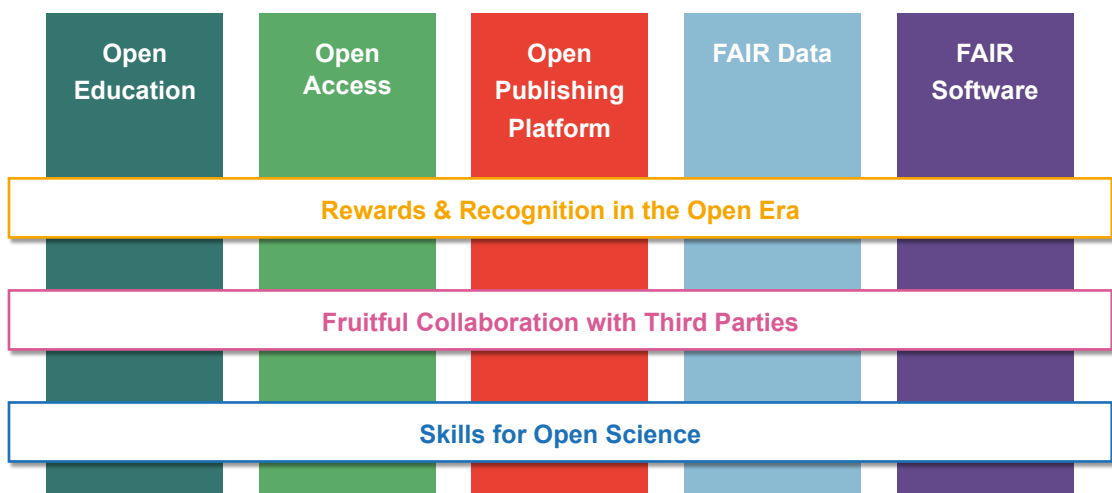 Open
Education
Open
Access
Open
Publishing
Platform
FAIR Data
FAIR
Software
Rewards & Recognition in the Open Era
Fruitful Collaboration with Third Parties
Skills for Open Science